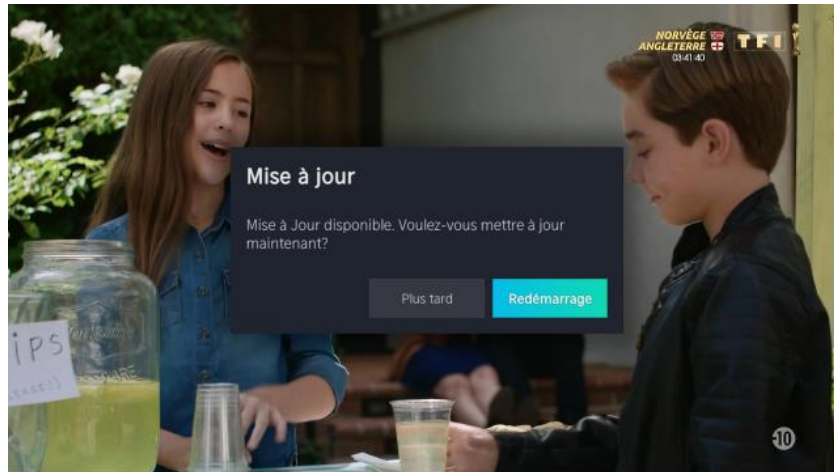 NORVÈGE
ANGLETERRE
TF1
03:41:40
Mise à jour
Mise à Jour disponible. Voulez-vous mettre à jour
maintenant?
Plus tard
Redémarrage
iPS
-10